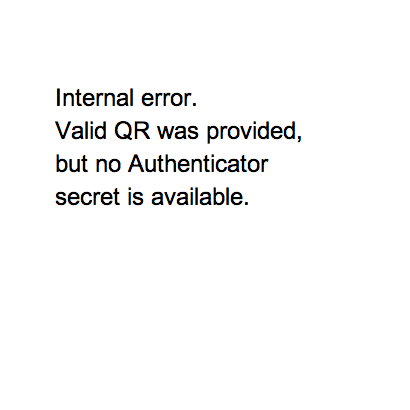 Internal error.
Valid QR was provided,
but no Authenticator
secret is available.